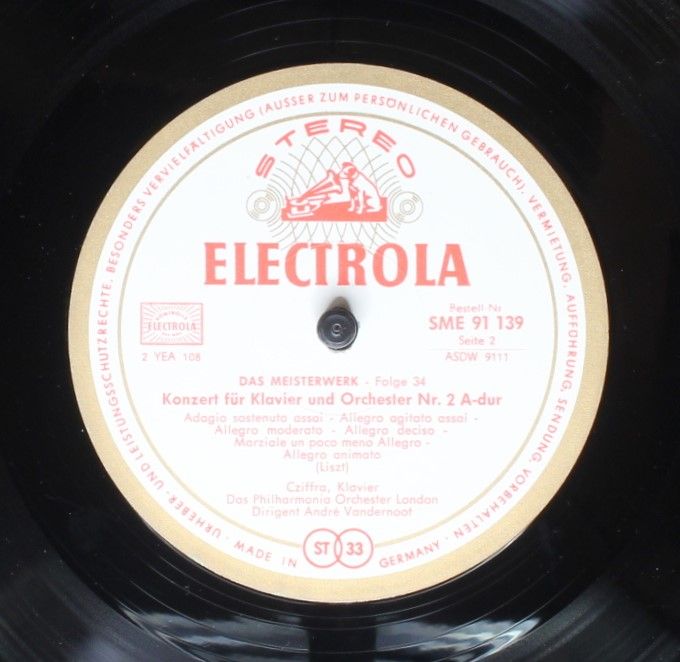 URHEBER- UND LEISTUNGSSCHUTZRECHTE, BESONDERS VERVIELFÄLTIGUNG (AUSSER ZUM PERSÖNLICHEN GEBRAUCH), VERMIETUNG, AUFFÜHRUNG, SENDUNG, VORBEHALTEN · MADE IN GERMANY
STEREO
ELECTROLA
Bestell Nr
SME 91 139
Seite 2
ASDW 9111
ELECTROLA
2 YEA 108
DAS MEISTERWERK - Folge 34
Konzert für Klavier und Orchester Nr. 2 A-dur
Adagio sostenuto assai - Allegro agitato assai -
Allegro moderato - Allegro deciso -
Marziale un poco meno Allegro -
Allegro animato
(Liszt)
Cziffra, Klavier
Das Philharmonia Orchester London
Dirigent André Vandernoot
ST 33